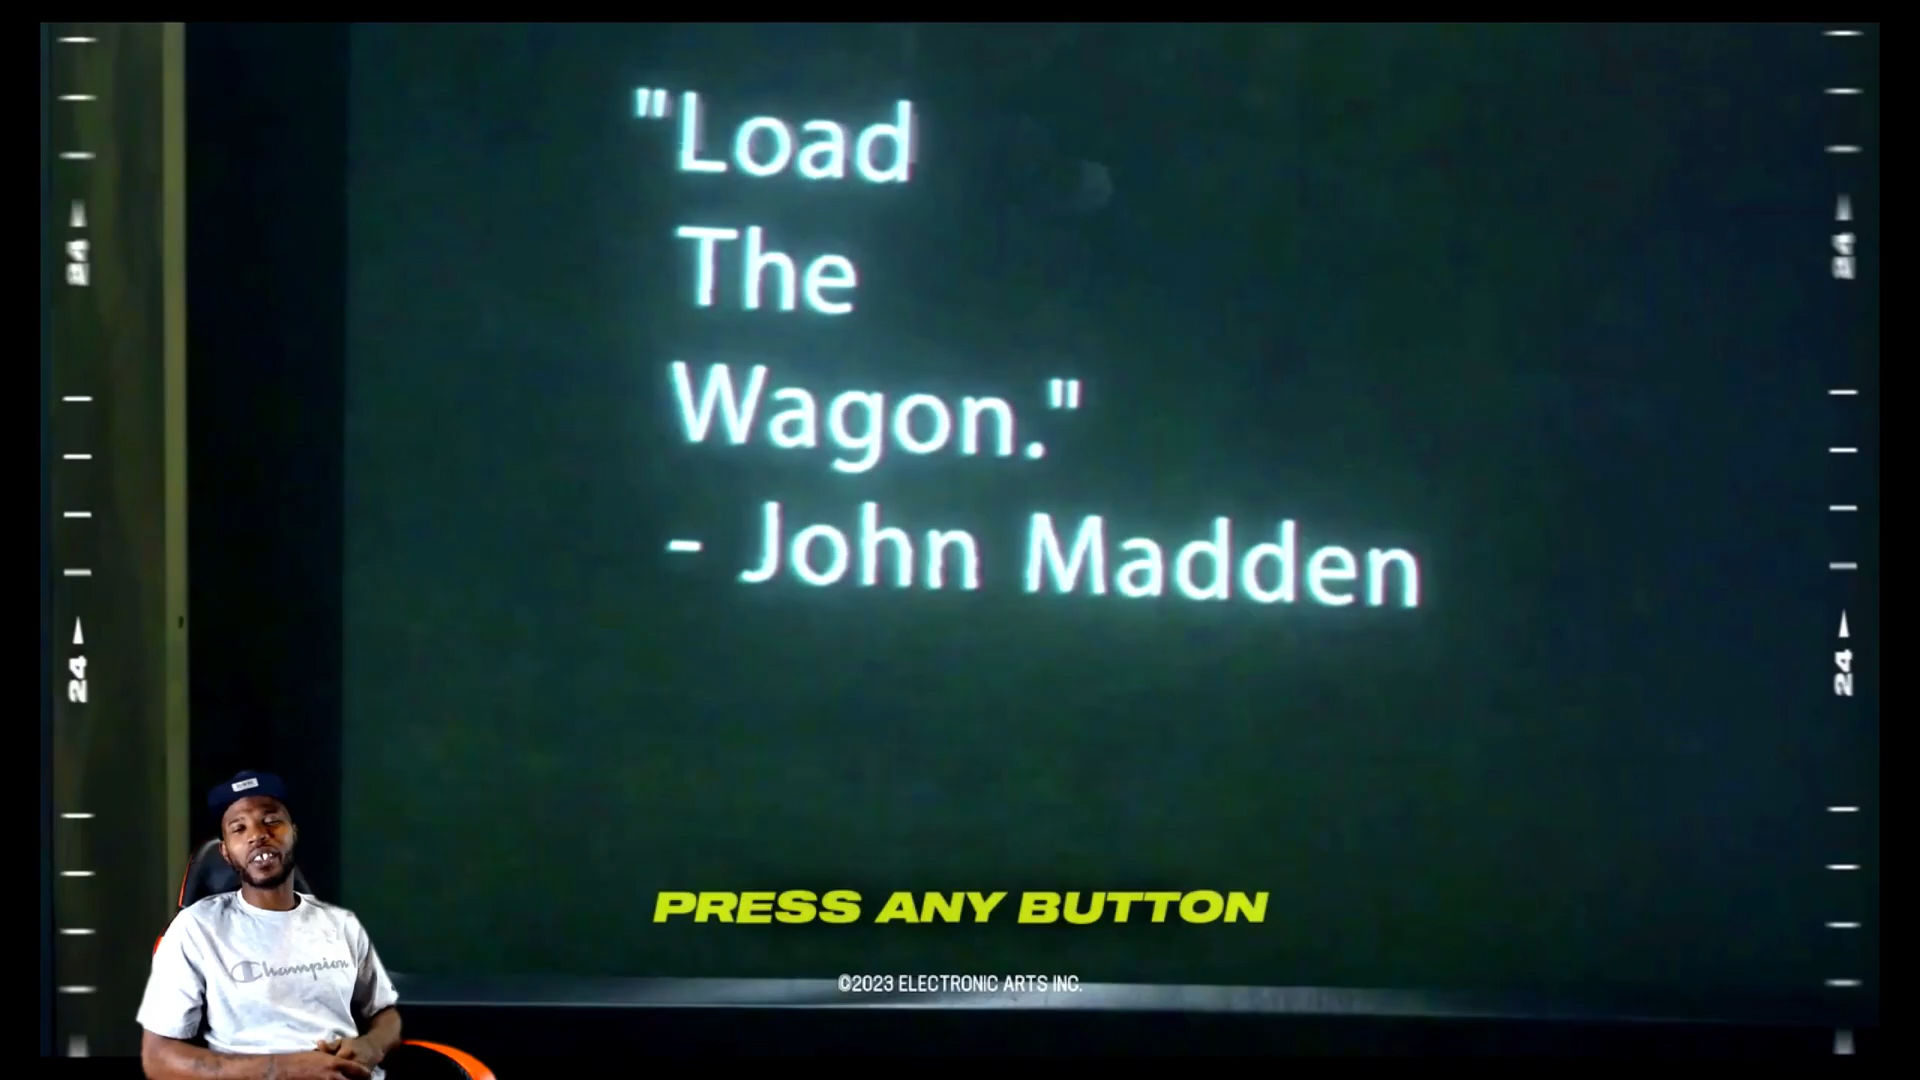 "Load
The
Wagon."
- John Madden
24
24
24
24
PRESS ANY BUTTON
©2023 ELECTRONIC ARTS INC.
Champion